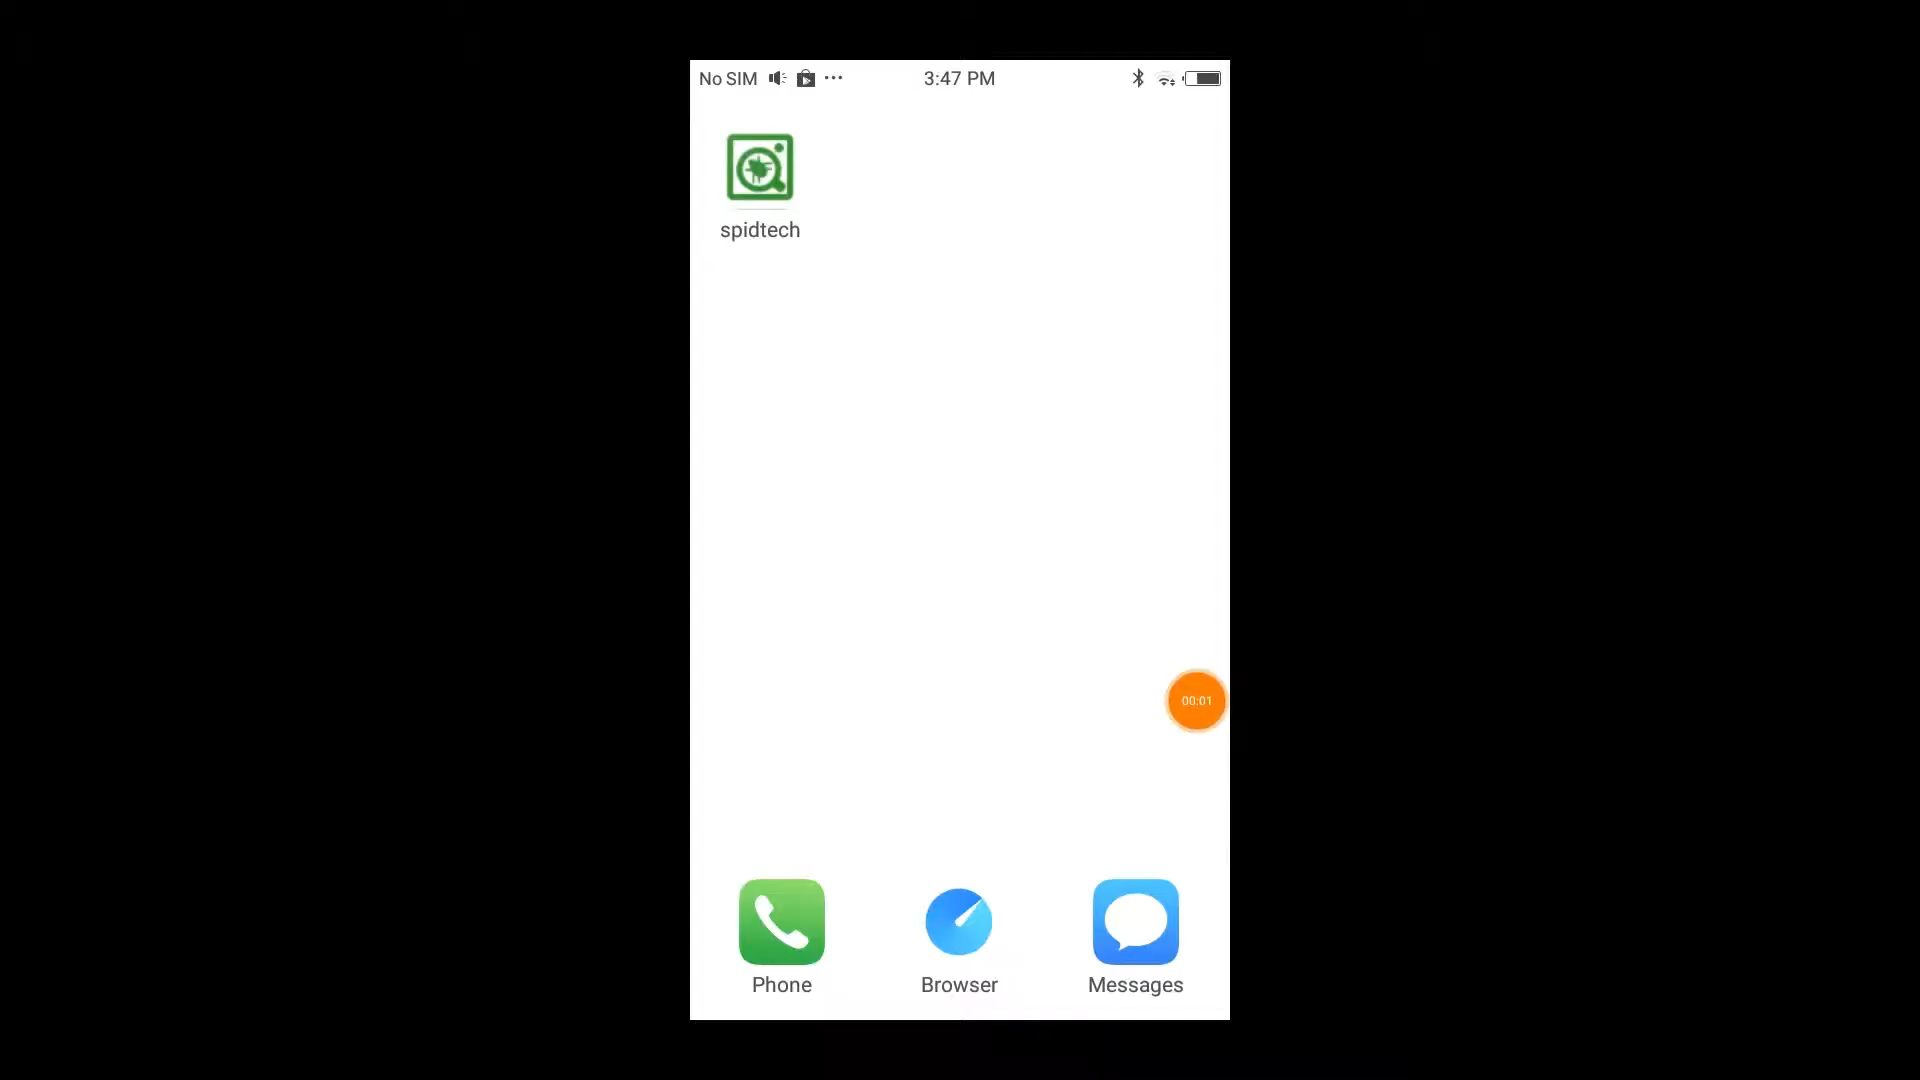 No SIM
3:47 PM
spidtech
00:01
Phone
Browser
Messages